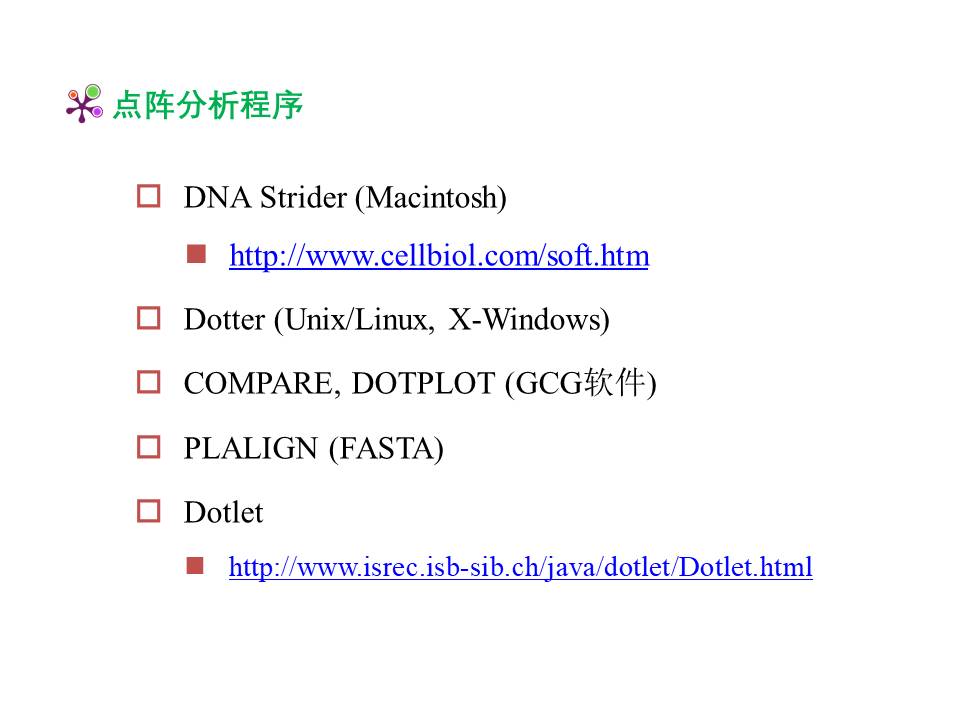 点阵分析程序
DNA Strider (Macintosh)
http://www.cellbiol.com/soft.htm
Dotter (Unix/Linux, X-Windows)
COMPARE, DOTPLOT (GCG软件)
PLALIGN (FASTA)
Dotlet
http://www.isrec.isb-sib.ch/java/dotlet/Dotlet.html